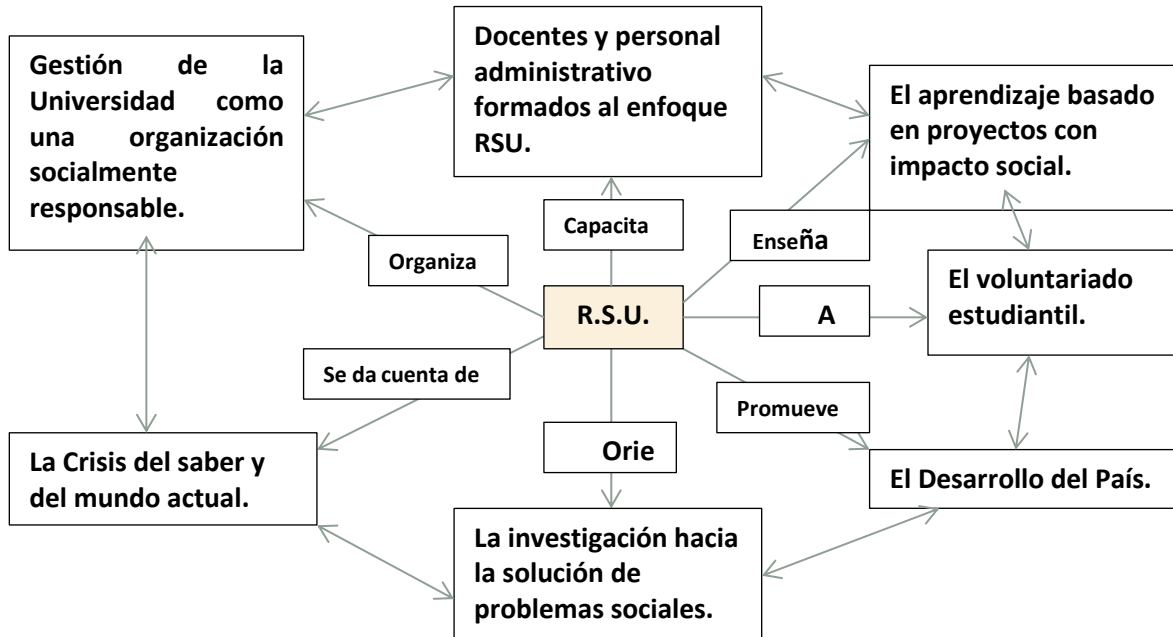 Gestión de la
Universidad como
una organización
socialmente
responsable.
Docentes y personal
administrativo
formados al enfoque
RSU.
El aprendizaje basado
en proyectos con
impacto social.
Capacita
Enseña
Organiza
El voluntariado
estudiantil.
R.S.U.
A
Se da cuenta de
Promueve
Orie
La Crisis del saber y
del mundo actual.
El Desarrollo del País.
La investigación hacia
la solución de
problemas sociales.